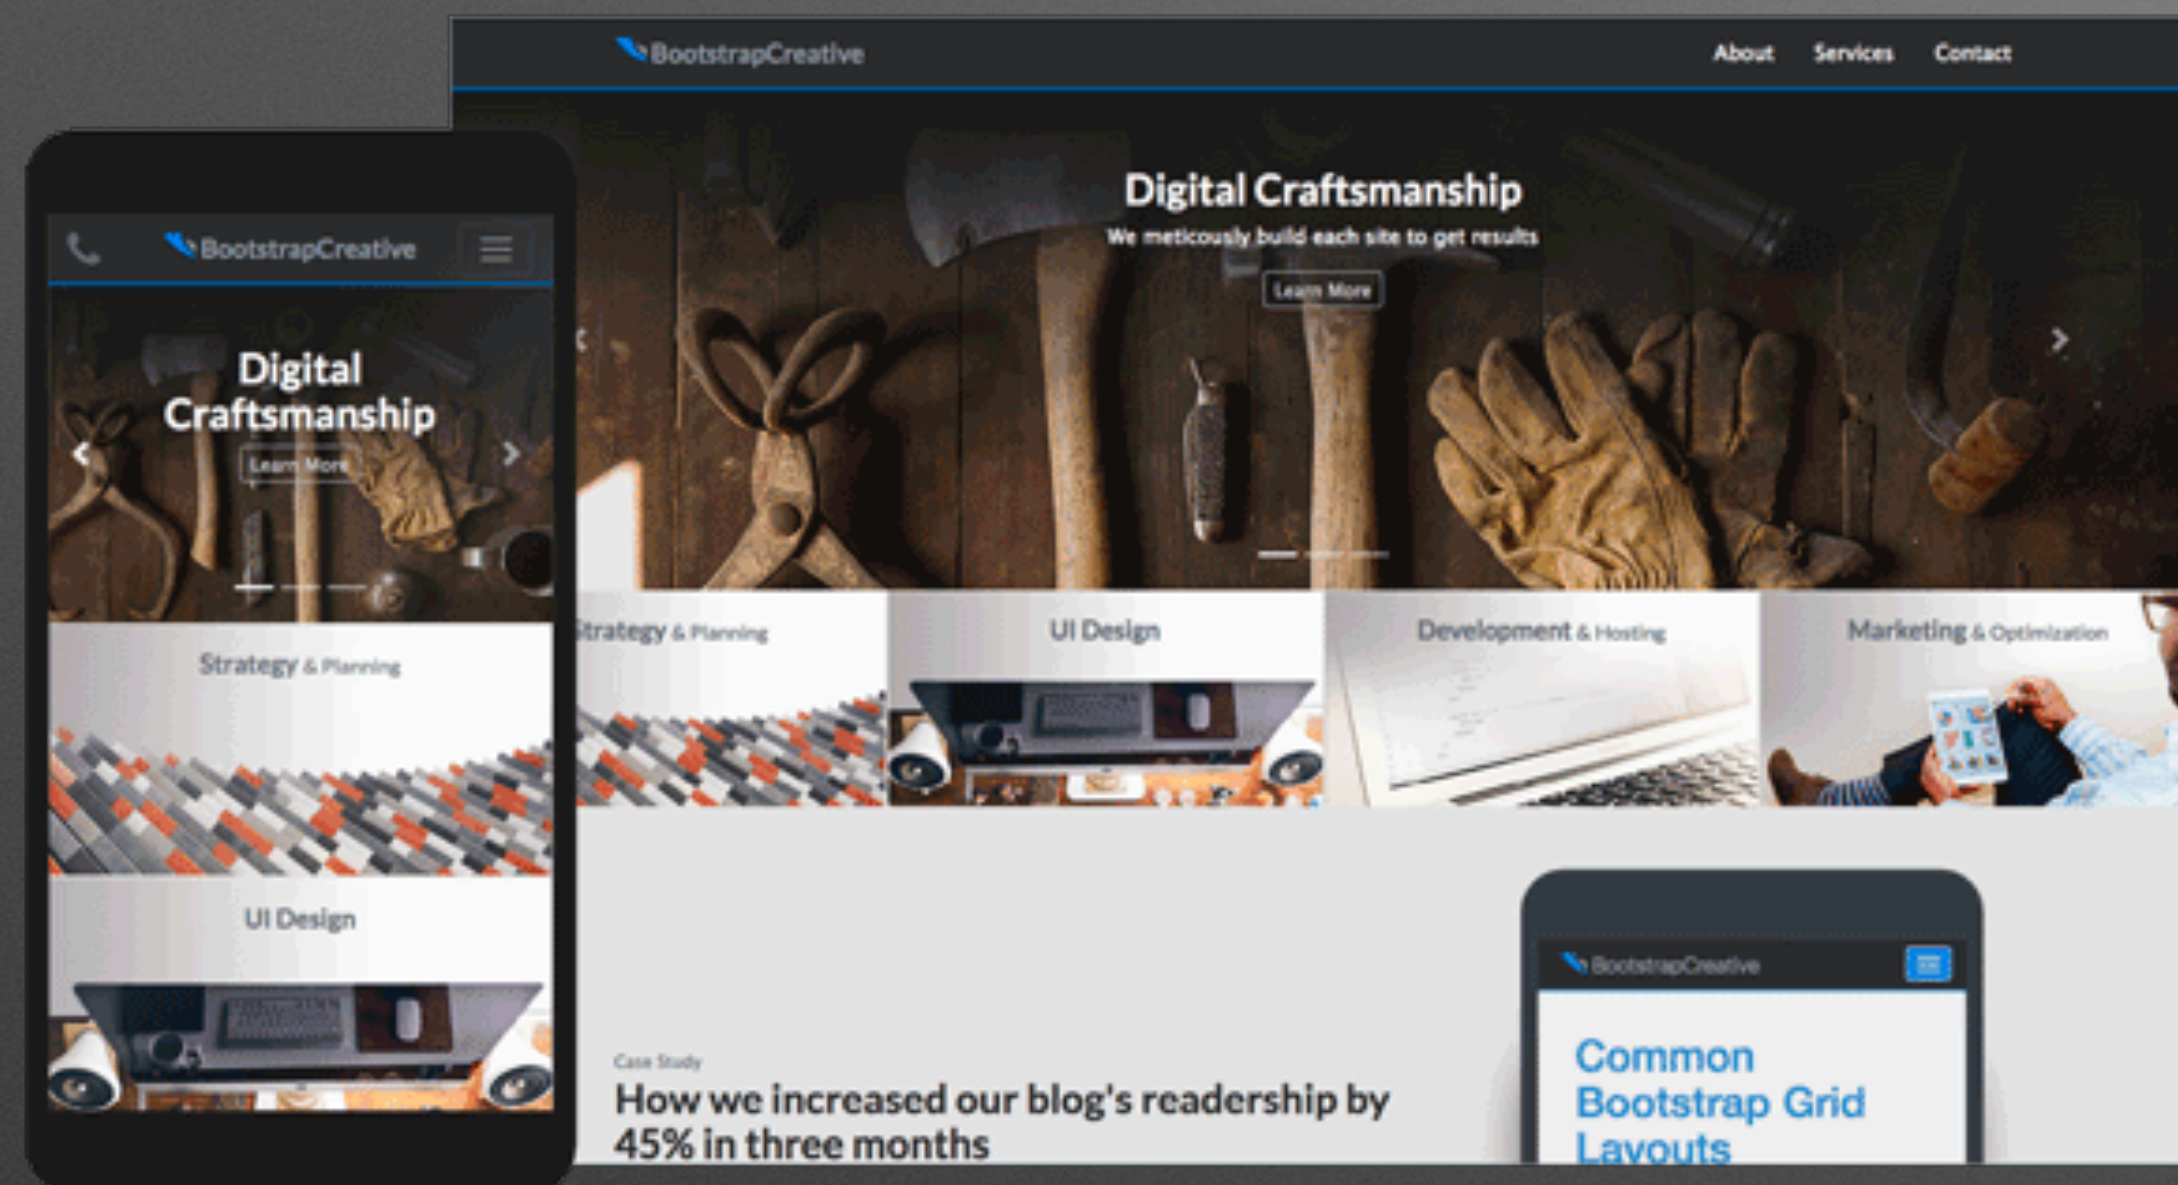 BootstrapCreative
About Services Contact
Digital Craftsmanship
We meticously build each site to get results
Learn More
BootstrapCreative
Digital
Craftsmanship
Learn More
Strategy & Planning
UI Design
Strategy & Planning
UI Design
Development & Hosting
Marketing & Optimization
Case Study
How we increased our blog's readership by
45% in three months
BootstrapCreative
Common
Bootstrap Grid
Layouts